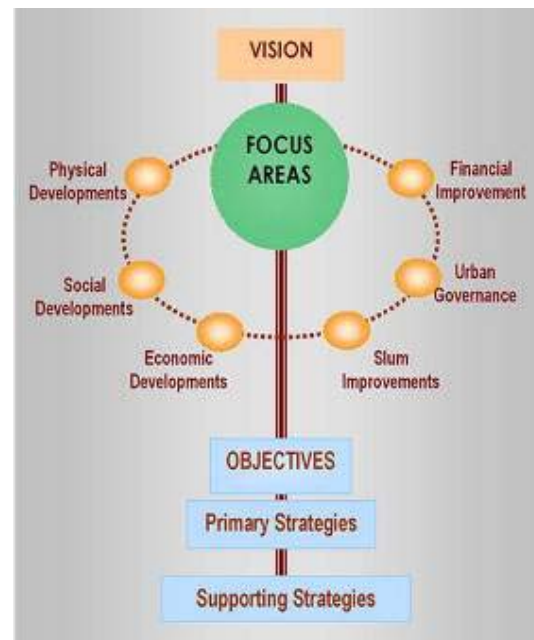 VISION
FOCUS
AREAS
Physical
Developments
Financial
Improvement
Social
Developments
Urban
Governance
Economic
Developments
Slum
Improvements
OBJECTIVES
Primary Strategies
Supporting Strategies